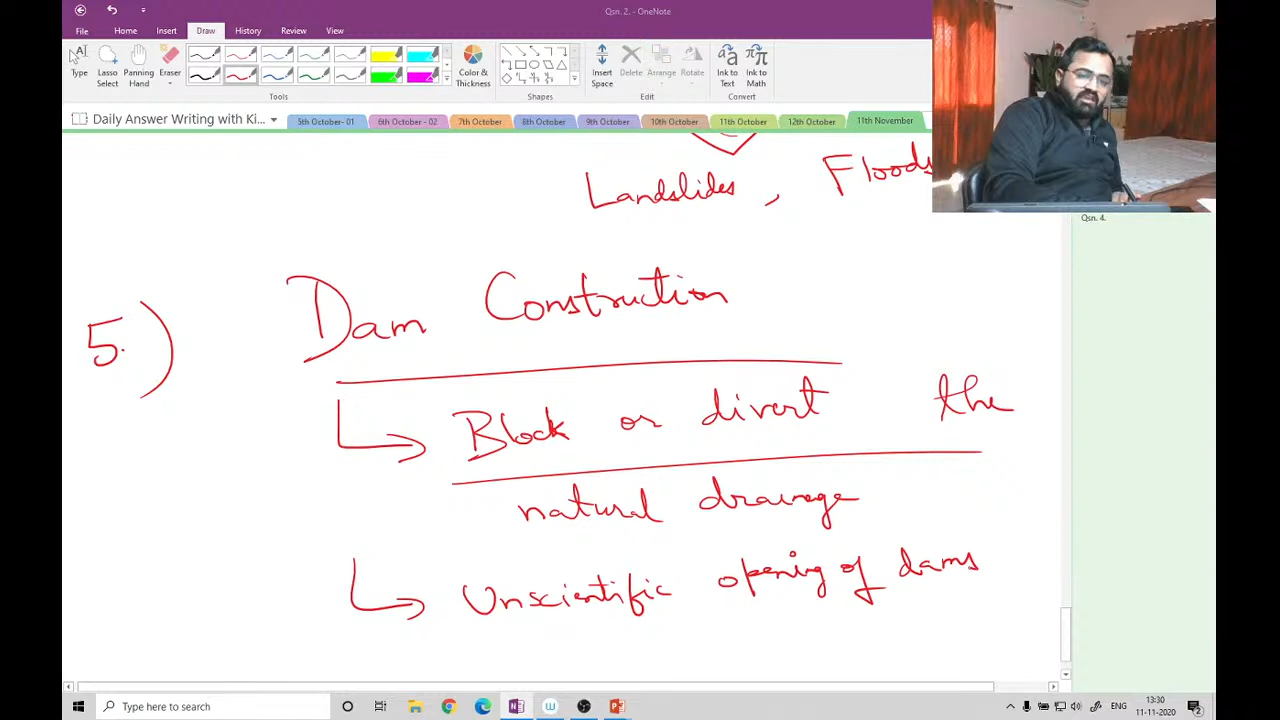 Qsn. 2. - OneNote
File Home Insert Draw History Review View
Type
Lasso Select
Panning Hand
Eraser
Color & Thickness
Insert Space
Delete
Arrange
Rotate
Ink to Text
Ink to Math
Tools
Shapes
Edit
Convert
Daily Answer Writing with Ki...
5th October- 01 6th October - 02 7th October 8th October 9th October 10th October 11th October 12th October 11th November
Landslides , Floods
Qsn. 4.
5.) Dam Construction
Block or divert the
natural drainage
Unscientific opening of dams
Type here to search
ENG
13:30
11-11-2020
2